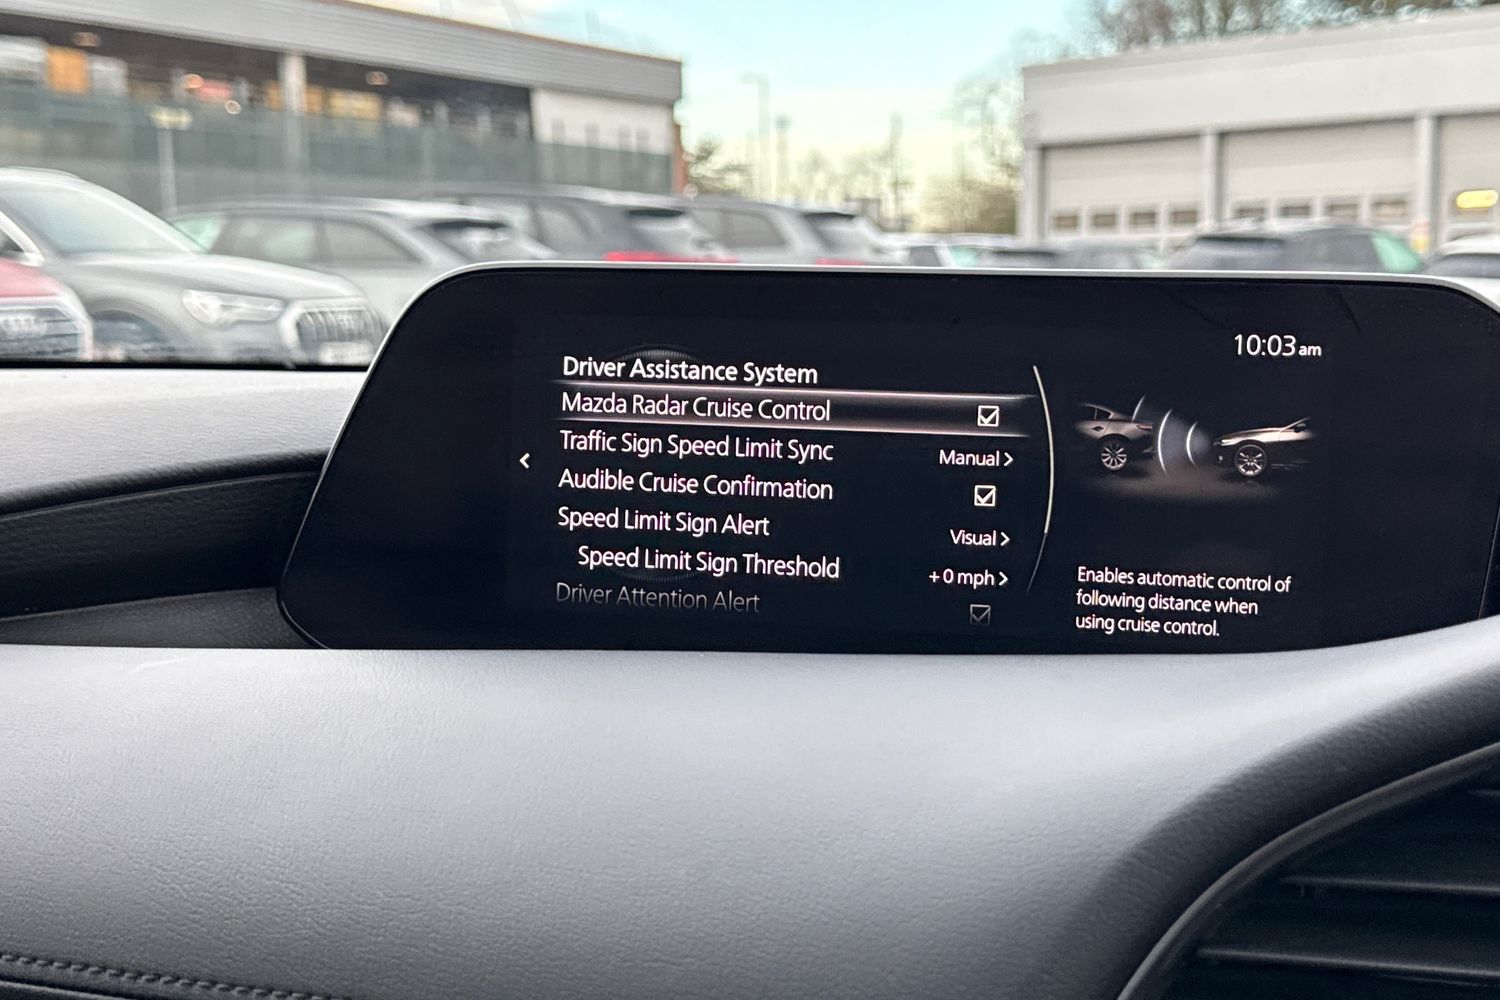 10:03 am
Driver Assistance System
Mazda Radar Cruise Control
Traffic Sign Speed Limit Sync Manual >
Audible Cruise Confirmation
Speed Limit Sign Alert Visual >
Speed Limit Sign Threshold +0 mph >
Driver Attention Alert
Enables automatic control of
following distance when
using cruise control.